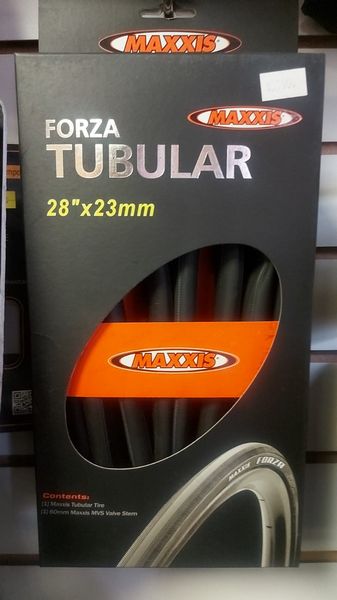 MAXXIS
MAXXIS
FORZA
TUBULAR
28"x23mm
MAXXIS
MAXXIS FORZA
Contents:
[1] Maxxis Tubular Tire
[1] 60mm Maxxis MVS Valve Stem